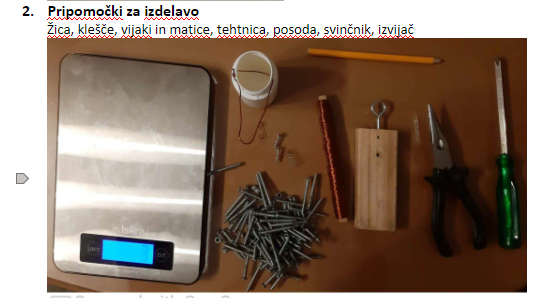 2. Pripomočki za izdelavo
Žica, klešče, vijaki in matice, tehtnica, posoda, svinčnik, izvijač